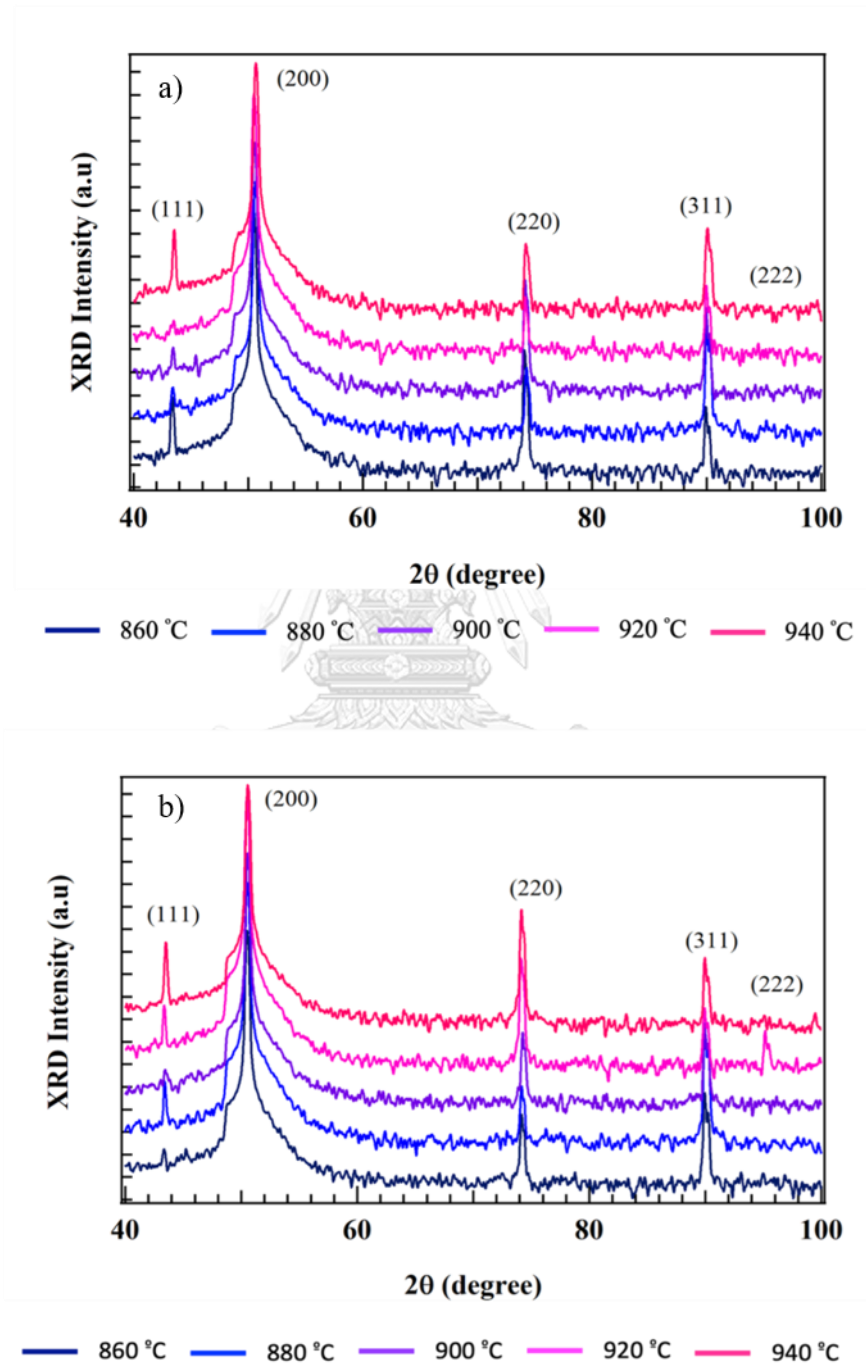 a)
(200)
(111)
(220)
(311)
(222)
XRD Intensity (a.u)
40 60 80 100
2θ (degree)
860 °C 880 °C 900 °C 920 °C 940 °C
b)
(200)
(111)
(220)
(311)
(222)
XRD Intensity (a.u)
40 60 80 100
2θ (degree)
860 ºC 880 ºC 900 ºC 920 ºC 940 ºC